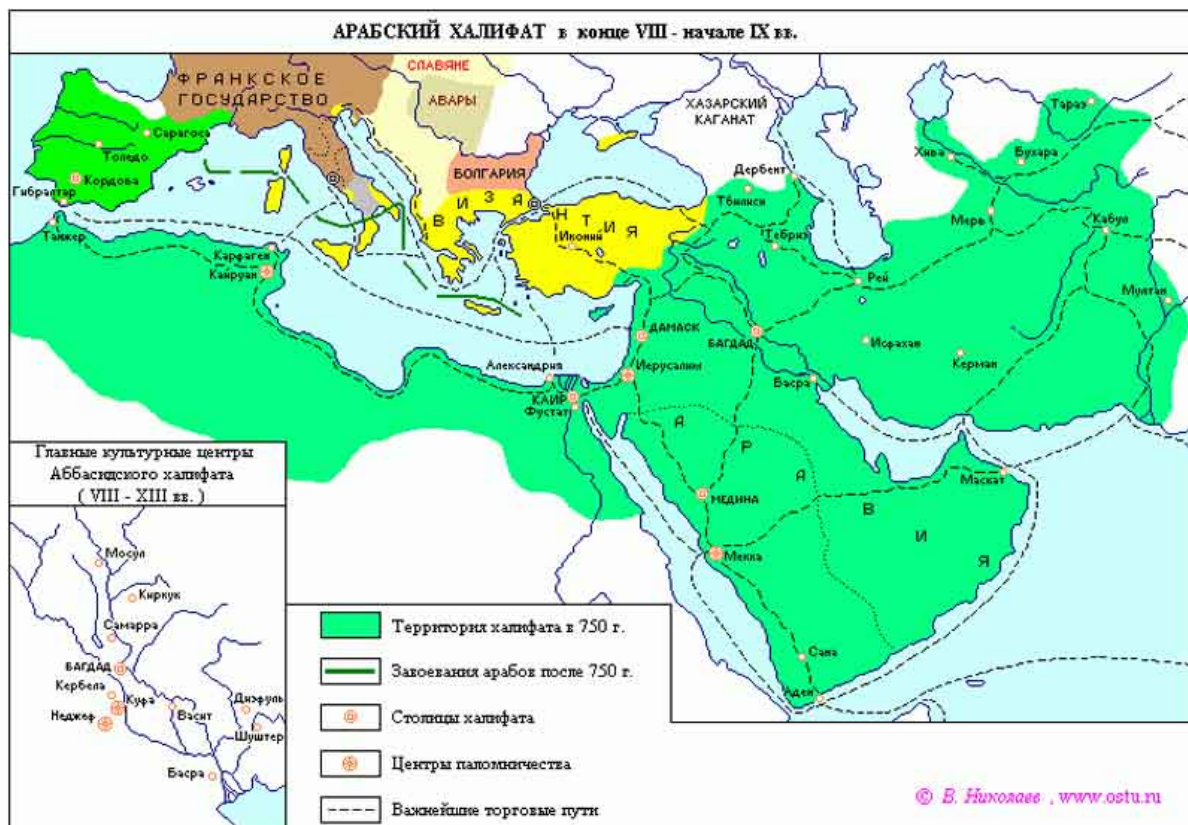 АРАБСКИЙ ХАЛИФАТ в конце VIII - начале IX вв.
ФРАНКСКОЕ
ГОСУДАРСТВО
СЛАВЯНЕ
АВАРЫ
ХАЗАРСКИЙ
КАГАНАТ
Тараз
Сарагоса
Толедо
Кордова
Гибралтар
Танжер
БОЛГАРИЯ
ВИЗАНТИЯ
Иконий
Дербент
Тбилиси
Тебриз
Хива
Бухара
Мерв
Кабул
Карфаген
Кайруан
Рей
Мултан
ДАМАСК
БАГДАД
Исфахан
Керман
Александрия
Иерусалим
Басра
КАИР
Фустат
АРАВИЯ
Маскат
МЕДИНА
Мекка
Сана
Аден
Главные культурные центры
Аббасидского халифата
( VIII - XIII вв. )
Мосул
Киркук
Самарра
БАГДАД
Кербела
Куфа
Неджеф
Васит
Дизфуль
Шуштер
Басра
Территория халифата в 750 г.
Завоевания арабов после 750 г.
Столицы халифата
Центры паломничества
Важнейшие торговые пути
© В. Николаев , www.ostu.ru